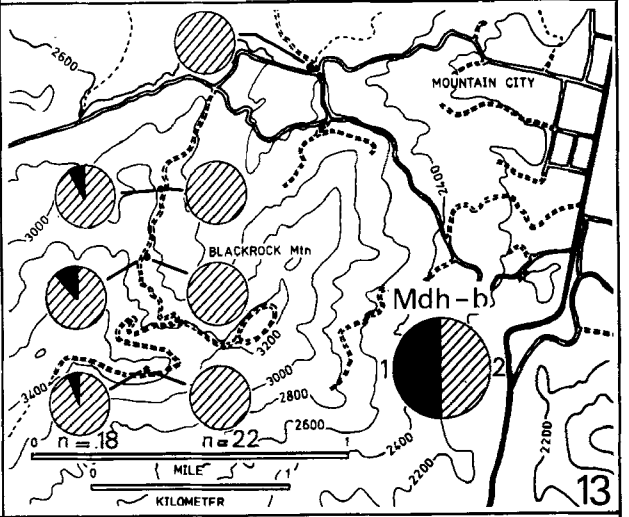 2600
MOUNTAIN CITY
2400
3000
BLACKROCK Mtn
Mdh-b
3200
1 2
3400
3000
2800
2600
2400
2200
2200
n = 18 n = 22
0 1
MILE
0 1
KILOMETER
13